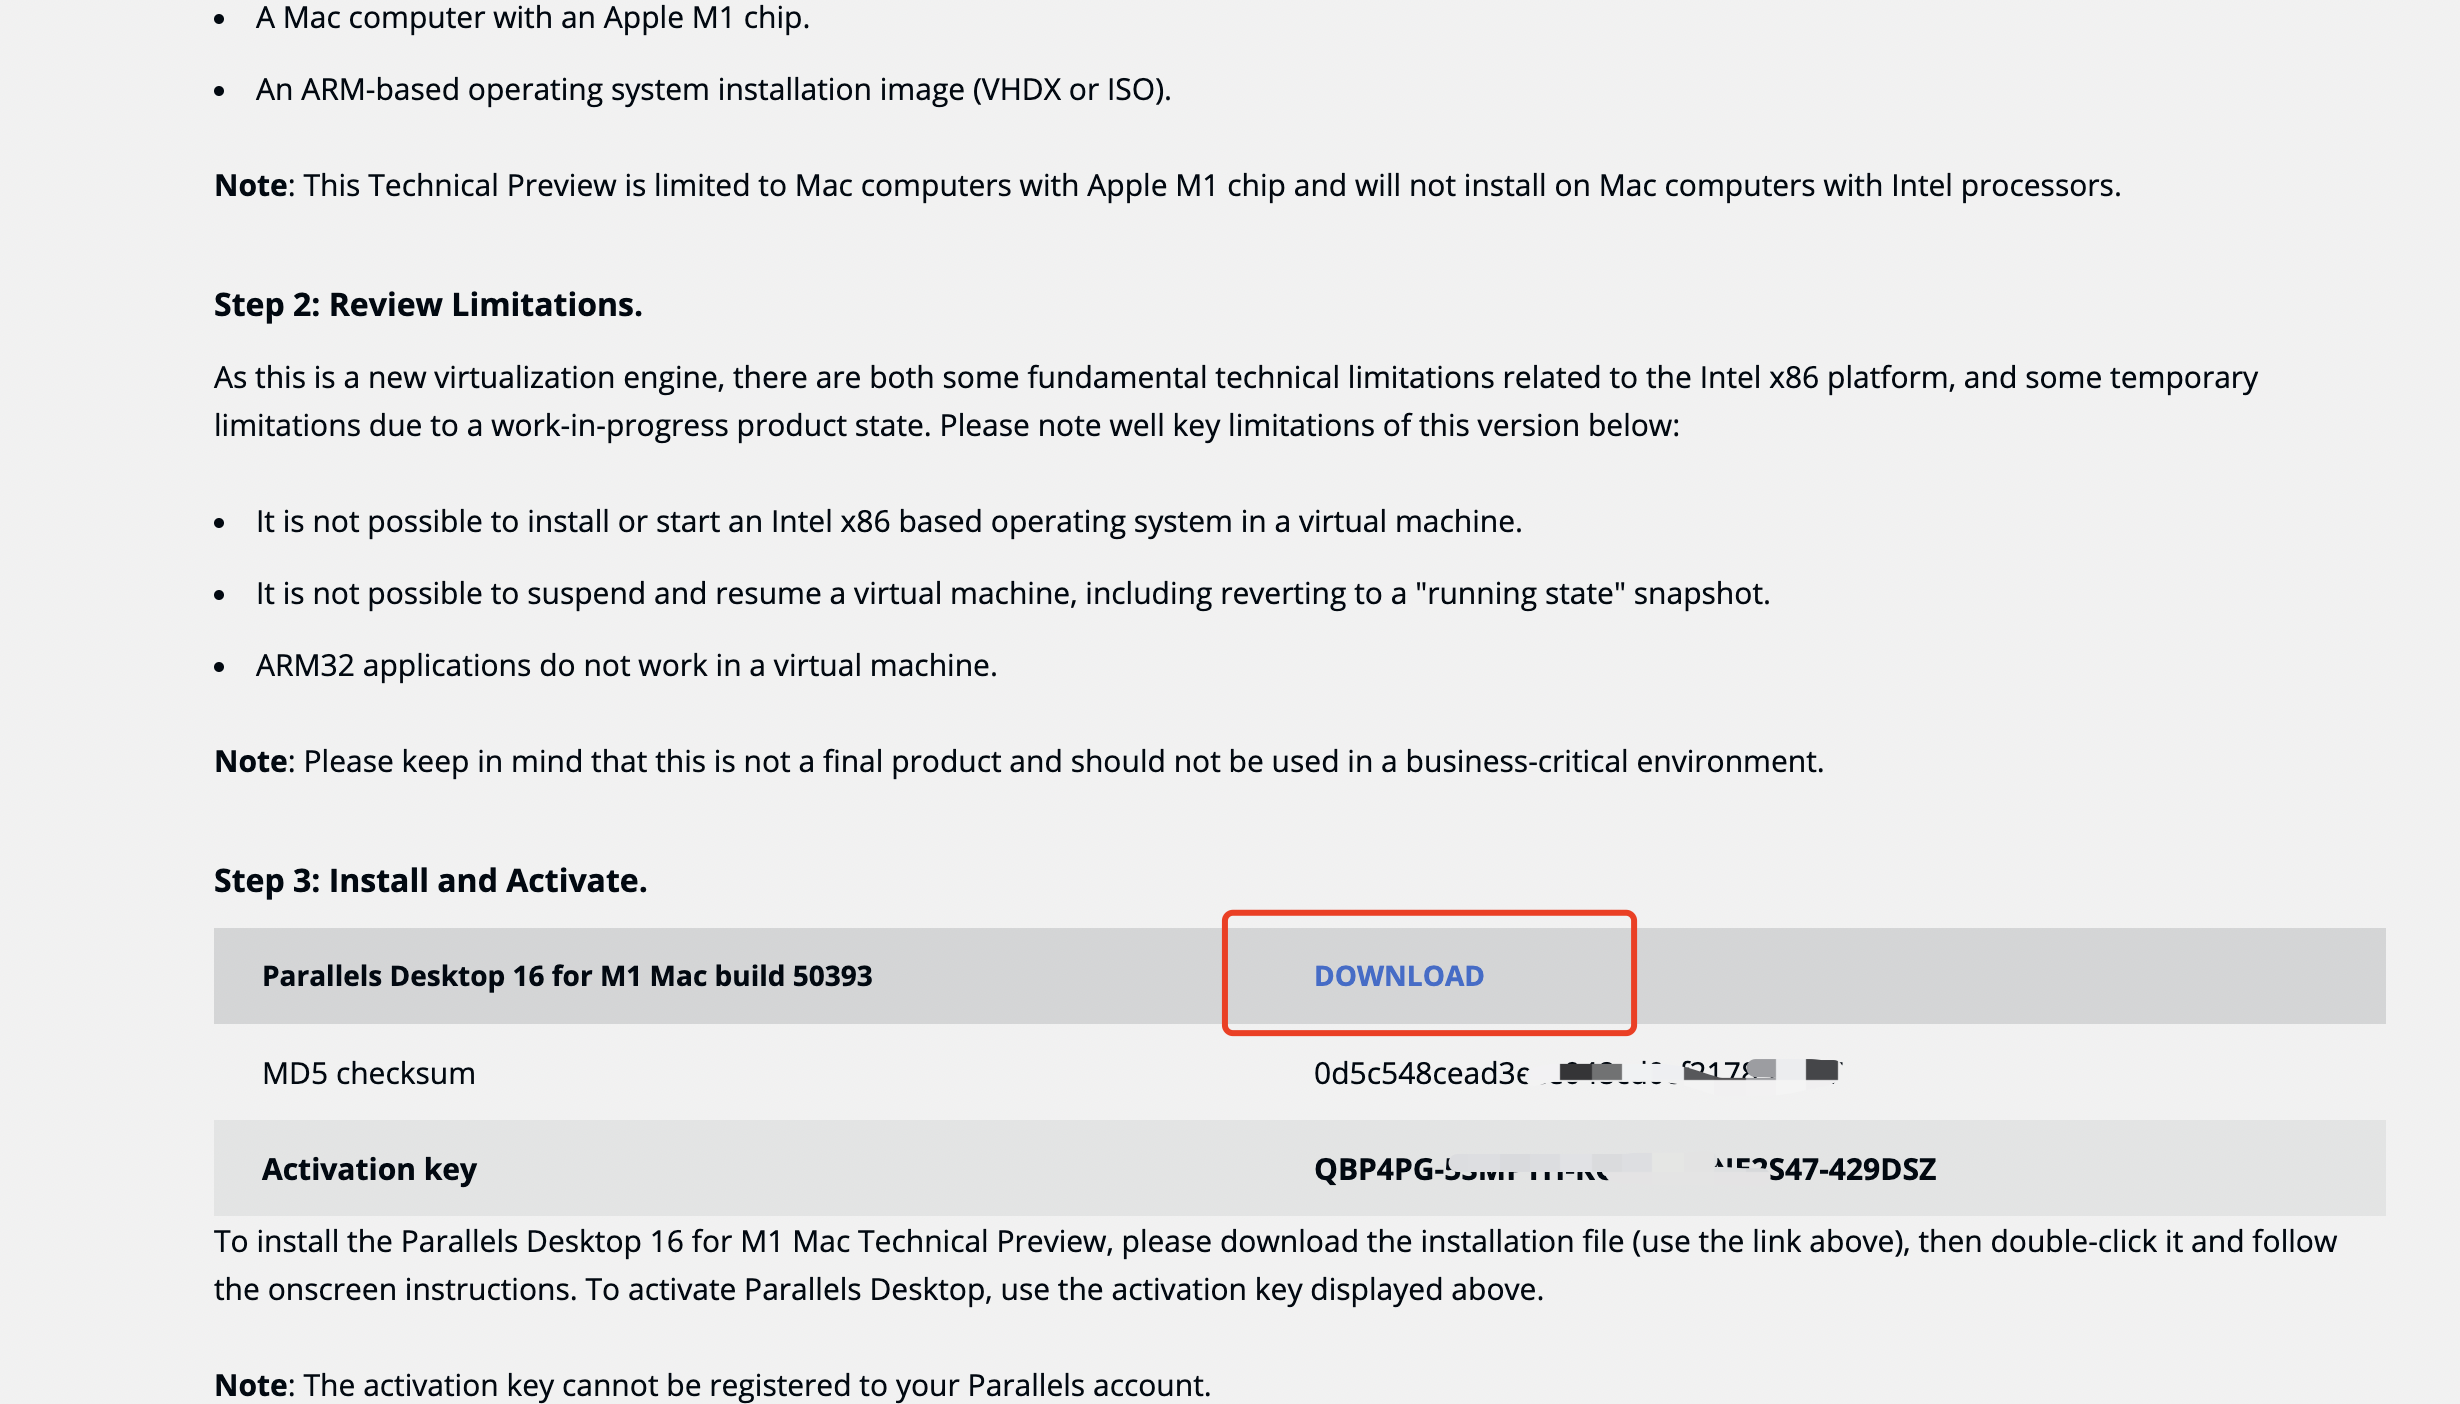 • A Mac computer with an Apple M1 chip.
• An ARM-based operating system installation image (VHDX or ISO).
Note: This Technical Preview is limited to Mac computers with Apple M1 chip and will not install on Mac computers with Intel processors.
Step 2: Review Limitations.
As this is a new virtualization engine, there are both some fundamental technical limitations related to the Intel x86 platform, and some temporary
limitations due to a work-in-progress product state. Please note well key limitations of this version below:
• It is not possible to install or start an Intel x86 based operating system in a virtual machine.
• It is not possible to suspend and resume a virtual machine, including reverting to a "running state" snapshot.
• ARM32 applications do not work in a virtual machine.
Note: Please keep in mind that this is not a final product and should not be used in a business-critical environment.
Step 3: Install and Activate.
Parallels Desktop 16 for M1 Mac build 50393 DOWNLOAD
MD5 checksum 0d5c548cead3
Activation key QBP4PG- S47-429DSZ
To install the Parallels Desktop 16 for M1 Mac Technical Preview, please download the installation file (use the link above), then double-click it and follow
the onscreen instructions. To activate Parallels Desktop, use the activation key displayed above.
Note: The activation key cannot be registered to your Parallels account.